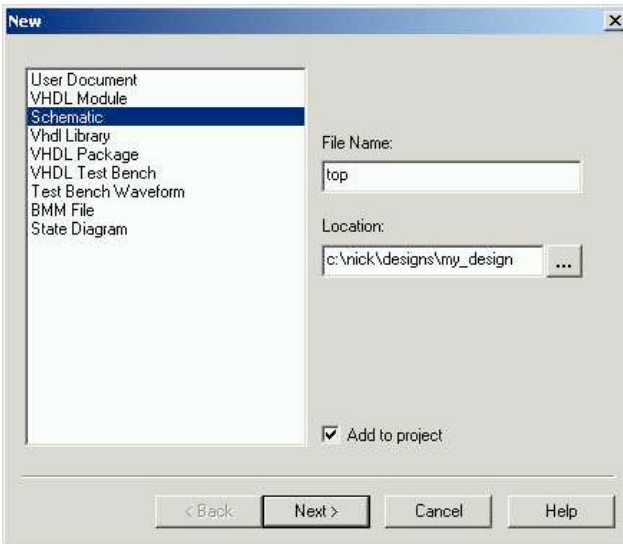 New
User Document
VHDL Module
Schematic
Vhdl Library
VHDL Package
VHDL Test Bench
Test Bench Waveform
BMM File
State Diagram
File Name:
top
Location:
c:\nick\designs\my_design
...
Add to project
< Back
Next >
Cancel
Help